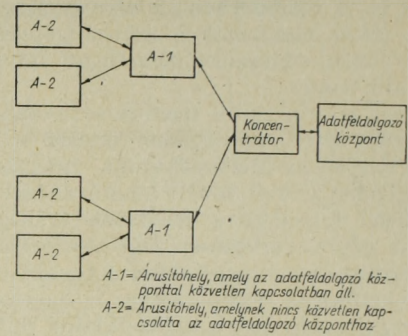 A-2
A-1
A-2
Koncen-
trátor
Adatfeldolgozó
központ
A-2
A-1
A-2
A-1= Árusítóhely, amely az adatfeldolgozó köz-
ponttal közvetlen kapcsolatban áll.
A-2= Árusítóhely, amelynek nincs közvetlen kap-
csolata az adatfeldolgozó központhoz